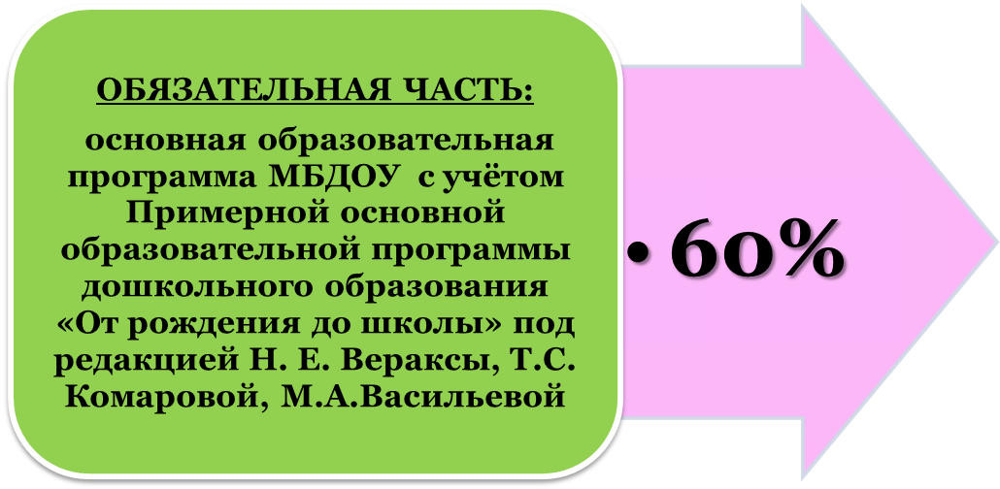 ОБЯЗАТЕЛЬНАЯ ЧАСТЬ:
основная образовательная
программа МБДОУ с учётом
Примерной основной
образовательной программы
дошкольного образования
«От рождения до школы» под
редакцией Н. Е. Вераксы, Т.С.
Комаровой, М.А.Васильевой
• 60%